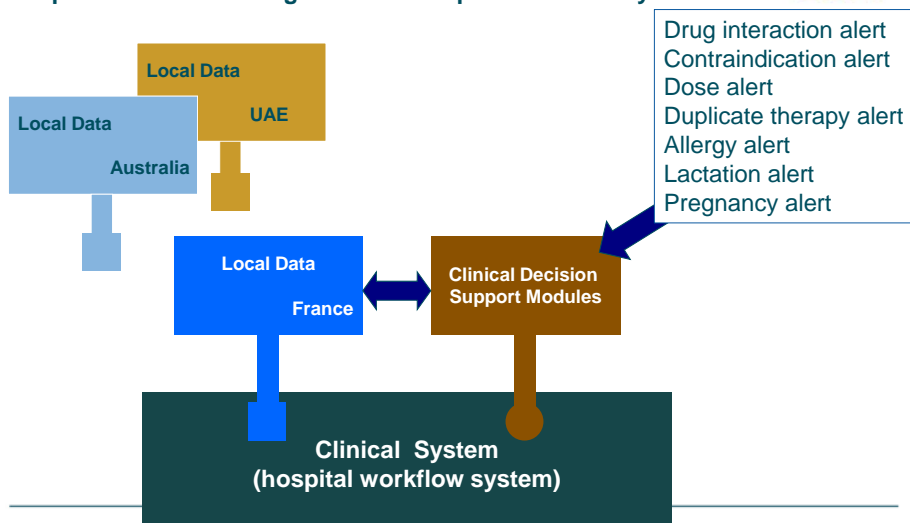 Local Data
UAE
Local Data
Australia
Drug interaction alert
Contraindication alert
Dose alert
Duplicate therapy alert
Allergy alert
Lactation alert
Pregnancy alert
Local Data
France
Clinical Decision
Support Modules
Clinical System
(hospital workflow system)